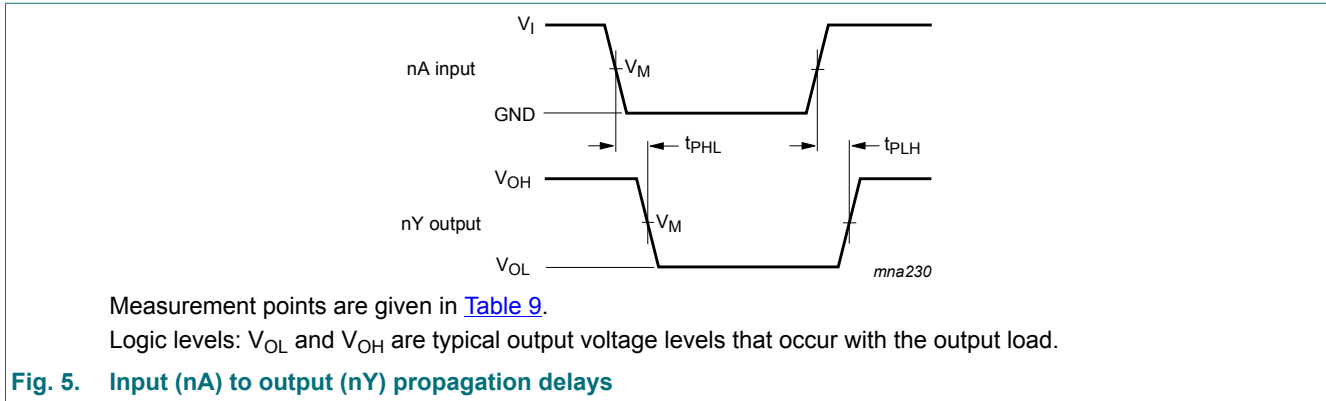 V_I
nA input
V_M
GND
t_PHL
t_PLH
V_OH
nY output
V_M
V_OL
mna230
Measurement points are given in Table 9.
Logic levels: V_OL and V_OH are typical output voltage levels that occur with the output load.
Fig. 5. Input (nA) to output (nY) propagation delays